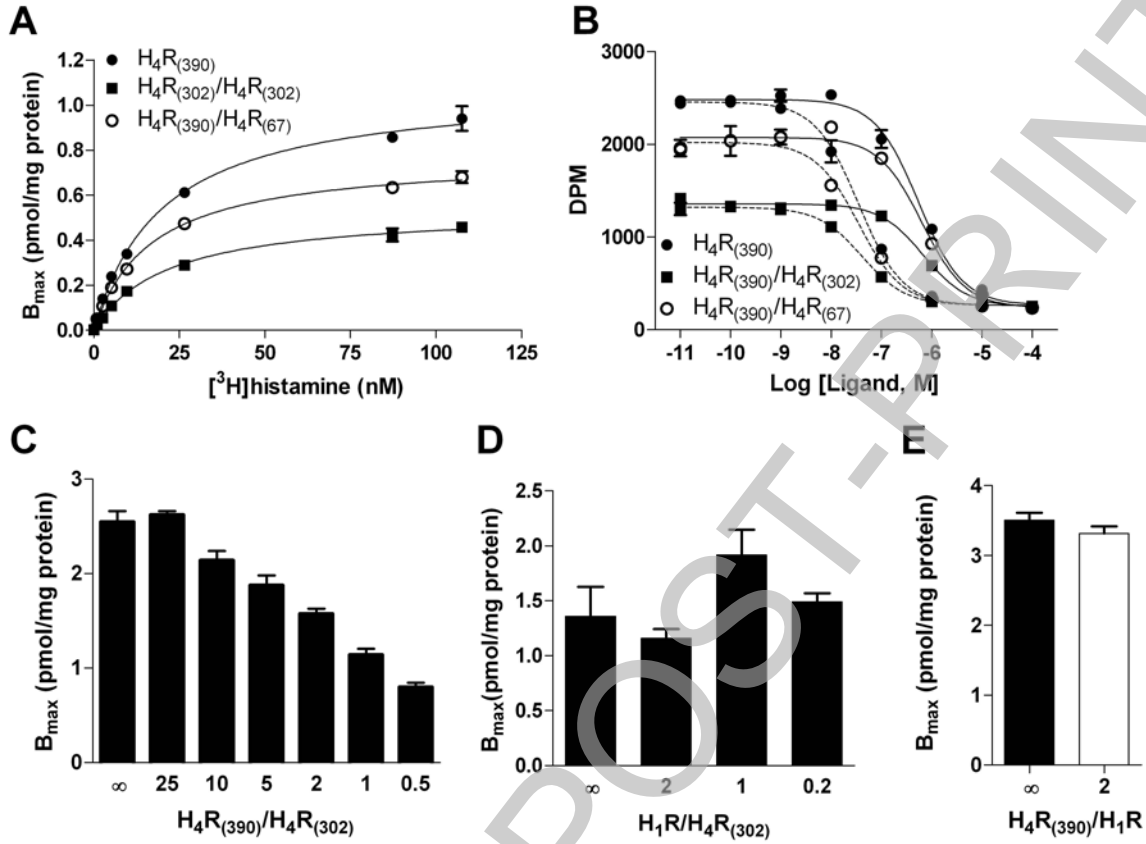 A
H₄R₍₃₉₀₎
H₄R₍₃₀₂₎/H₄R₍₃₀₂₎
H₄R₍₃₉₀₎/H₄R₍₆₇₎
Bₘₐₓ (pmol/mg protein)
1.2
1.0
0.8
0.6
0.4
0.2
0.0
0 25 50 75 100 125
[³H]histamine (nM)
B
DPM
3000
2000
1000
0
H₄R₍₃₉₀₎
H₄R₍₃₉₀₎/H₄R₍₃₀₂₎
H₄R₍₃₉₀₎/H₄R₍₆₇₎
-11 -10 -9 -8 -7 -6 -5 -4
Log [Ligand, M]
C
Bₘₐₓ (pmol/mg protein)
3
2
1
0
∞ 25 10 5 2 1 0.5
H₄R₍₃₉₀₎/H₄R₍₃₀₂₎
D
Bₘₐₓ(pmol/mg protein)
2.5
2.0
1.5
1.0
0.5
0.0
∞ 2 1 0.2
H₁R/H₄R₍₃₀₂₎
E
Bₘₐₓ (pmol/mg protein)
4
3
2
1
0
∞ 2
H₄R₍₃₉₀₎/H₁R
POST-PRINT